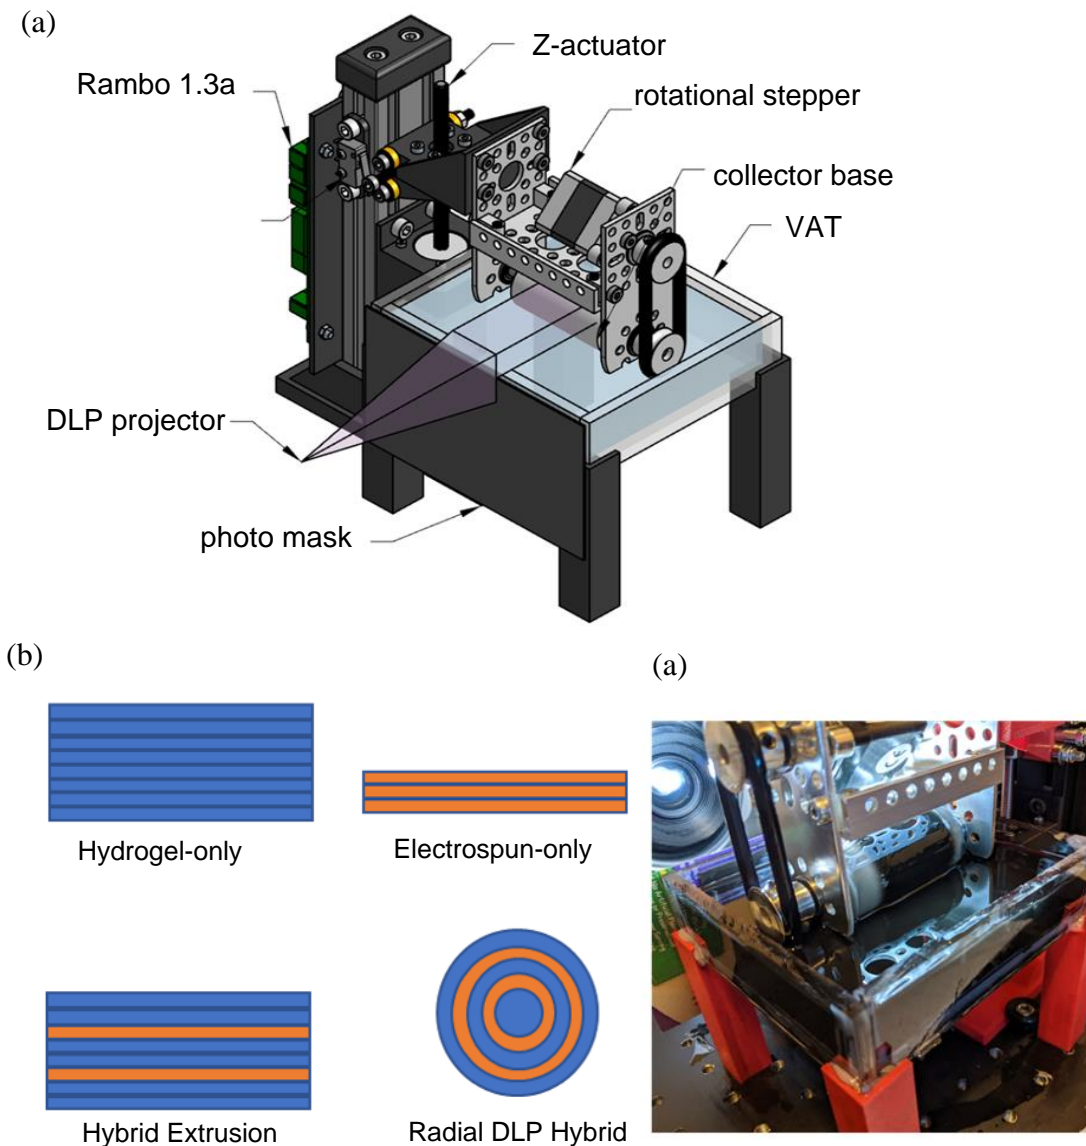 (a)
Z-actuator
Rambo 1.3a
rotational stepper
collector base
VAT
DLP projector
photo mask
(b)
(a)
Hydrogel-only
Electrospun-only
Hybrid Extrusion
Radial DLP Hybrid